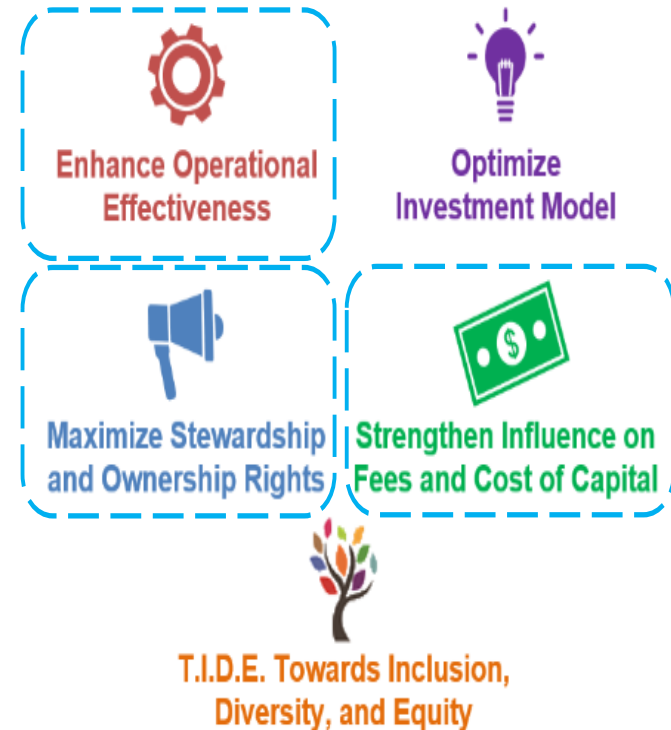 Enhance Operational
Effectiveness
Optimize
Investment Model
Maximize Stewardship
and Ownership Rights
$
Strengthen Influence on
Fees and Cost of Capital
T.I.D.E. Towards Inclusion,
Diversity, and Equity